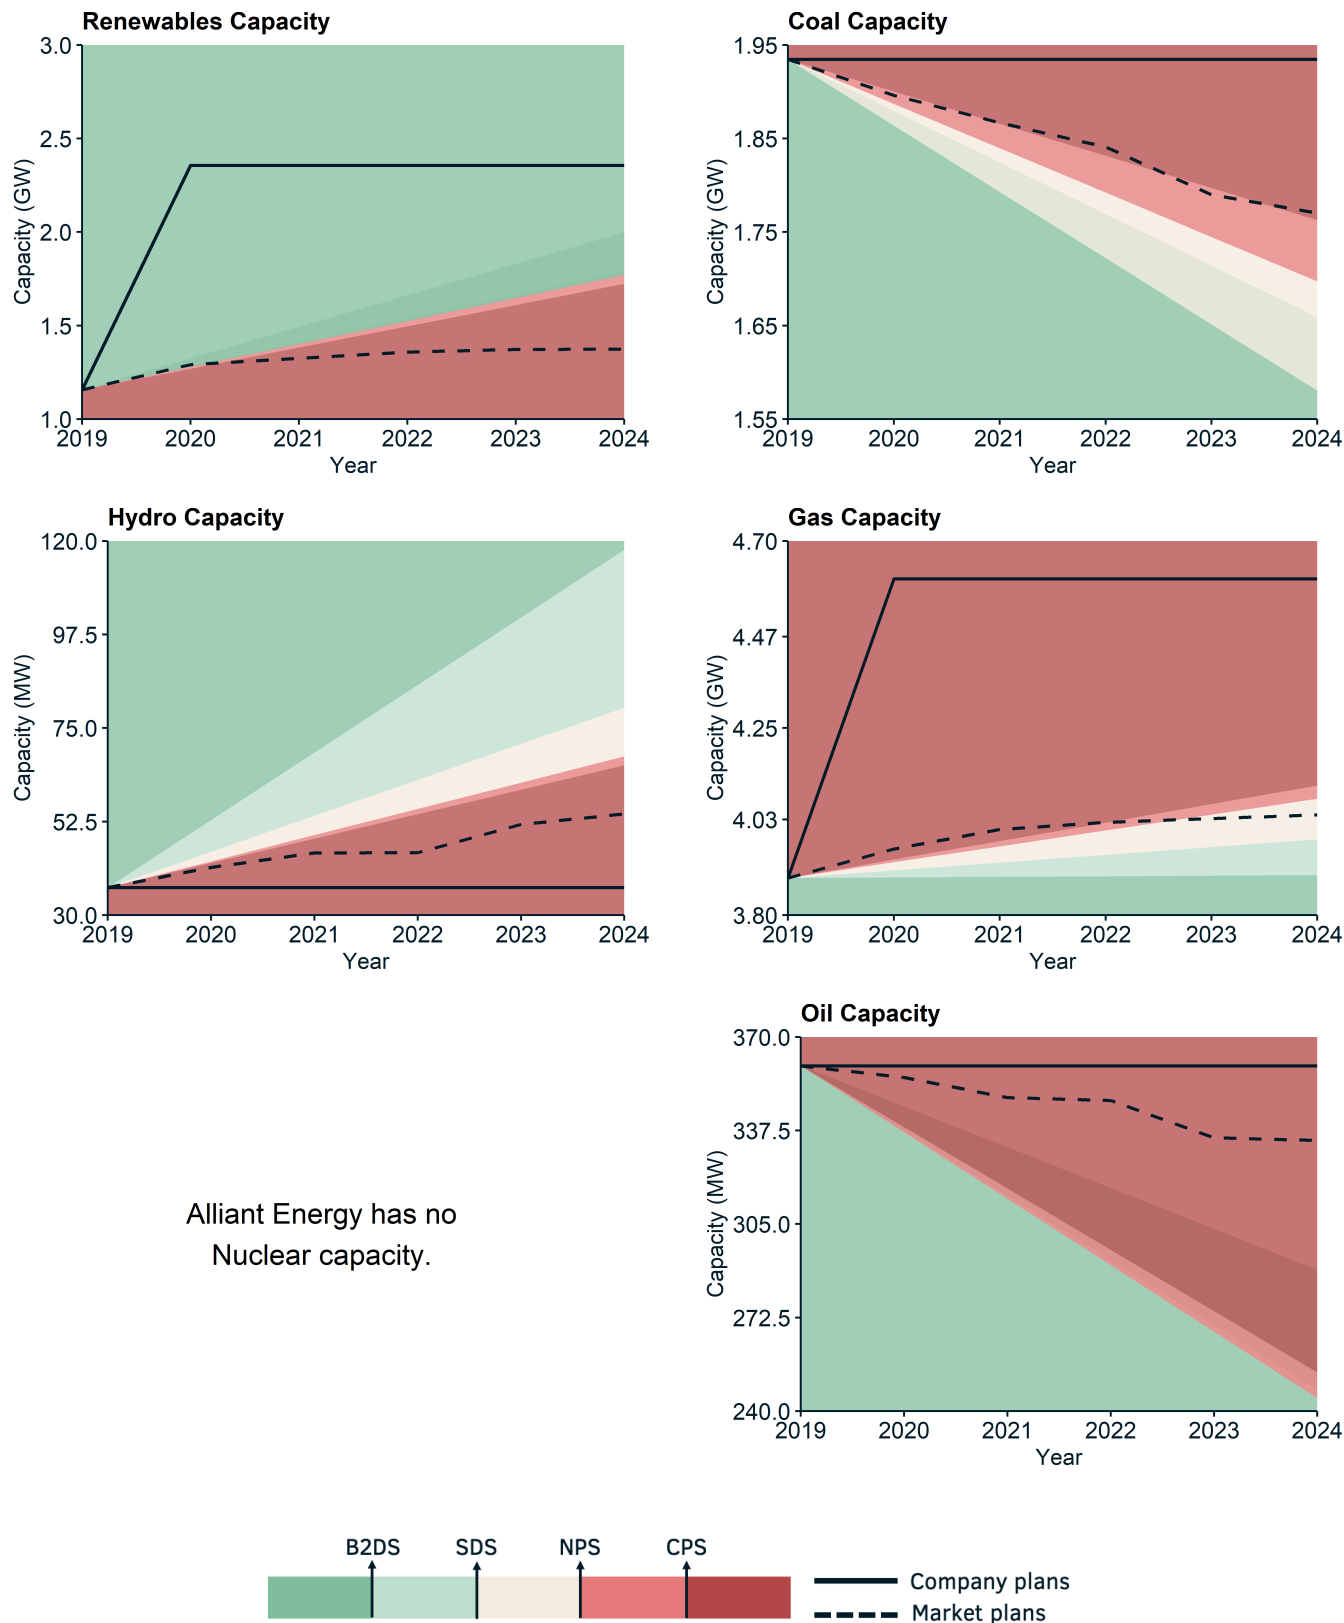 Renewables Capacity
3.0
2.5
2.0
1.5
1.0
Capacity (GW)
2019 2020 2021 2022 2023 2024
Year
Coal Capacity
1.95
1.85
1.75
1.65
1.55
Capacity (GW)
2019 2020 2021 2022 2023 2024
Year
Hydro Capacity
120.0
97.5
75.0
52.5
30.0
Capacity (MW)
2019 2020 2021 2022 2023 2024
Year
Gas Capacity
4.70
4.47
4.25
4.03
3.80
Capacity (GW)
2019 2020 2021 2022 2023 2024
Year
Alliant Energy has no
Nuclear capacity.
Oil Capacity
370.0
337.5
305.0
272.5
240.0
Capacity (MW)
2019 2020 2021 2022 2023 2024
Year
B2DS SDS NPS CPS
Company plans
Market plans